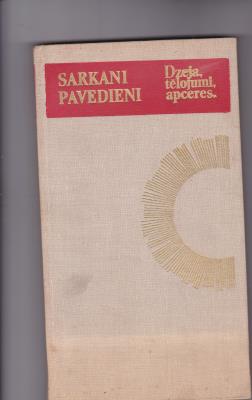 SARKANI
PAVEDIENI
Dzeja,
tēlojumi,
apceres.